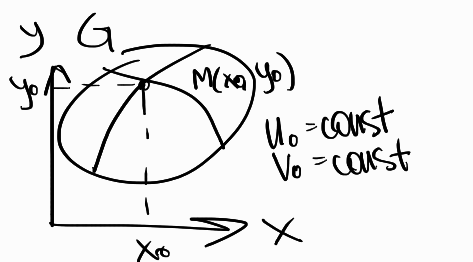 y G
y₀ M(x₀, y₀)
u₀ = const
v₀ = const
x₀ x